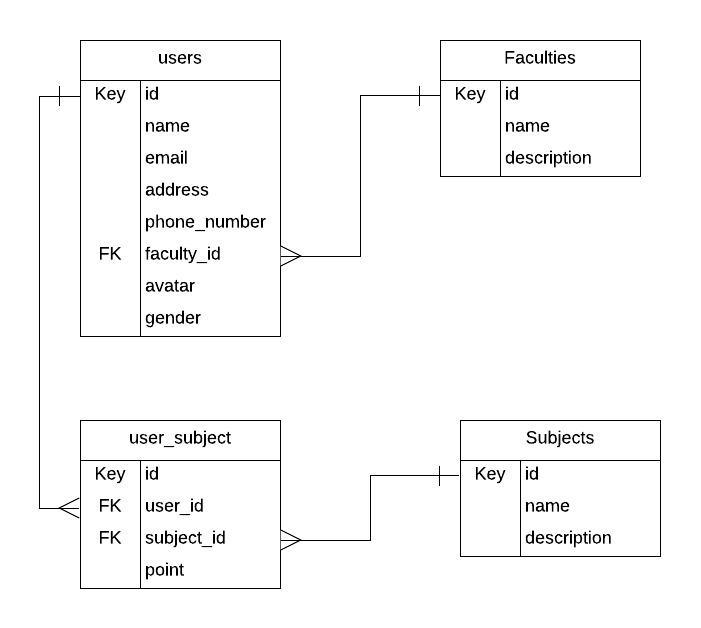 users
Key id
name
email
address
phone_number
FK faculty_id
avatar
gender
Faculties
Key id
name
description
user_subject
Key id
FK user_id
FK subject_id
point
Subjects
Key id
name
description